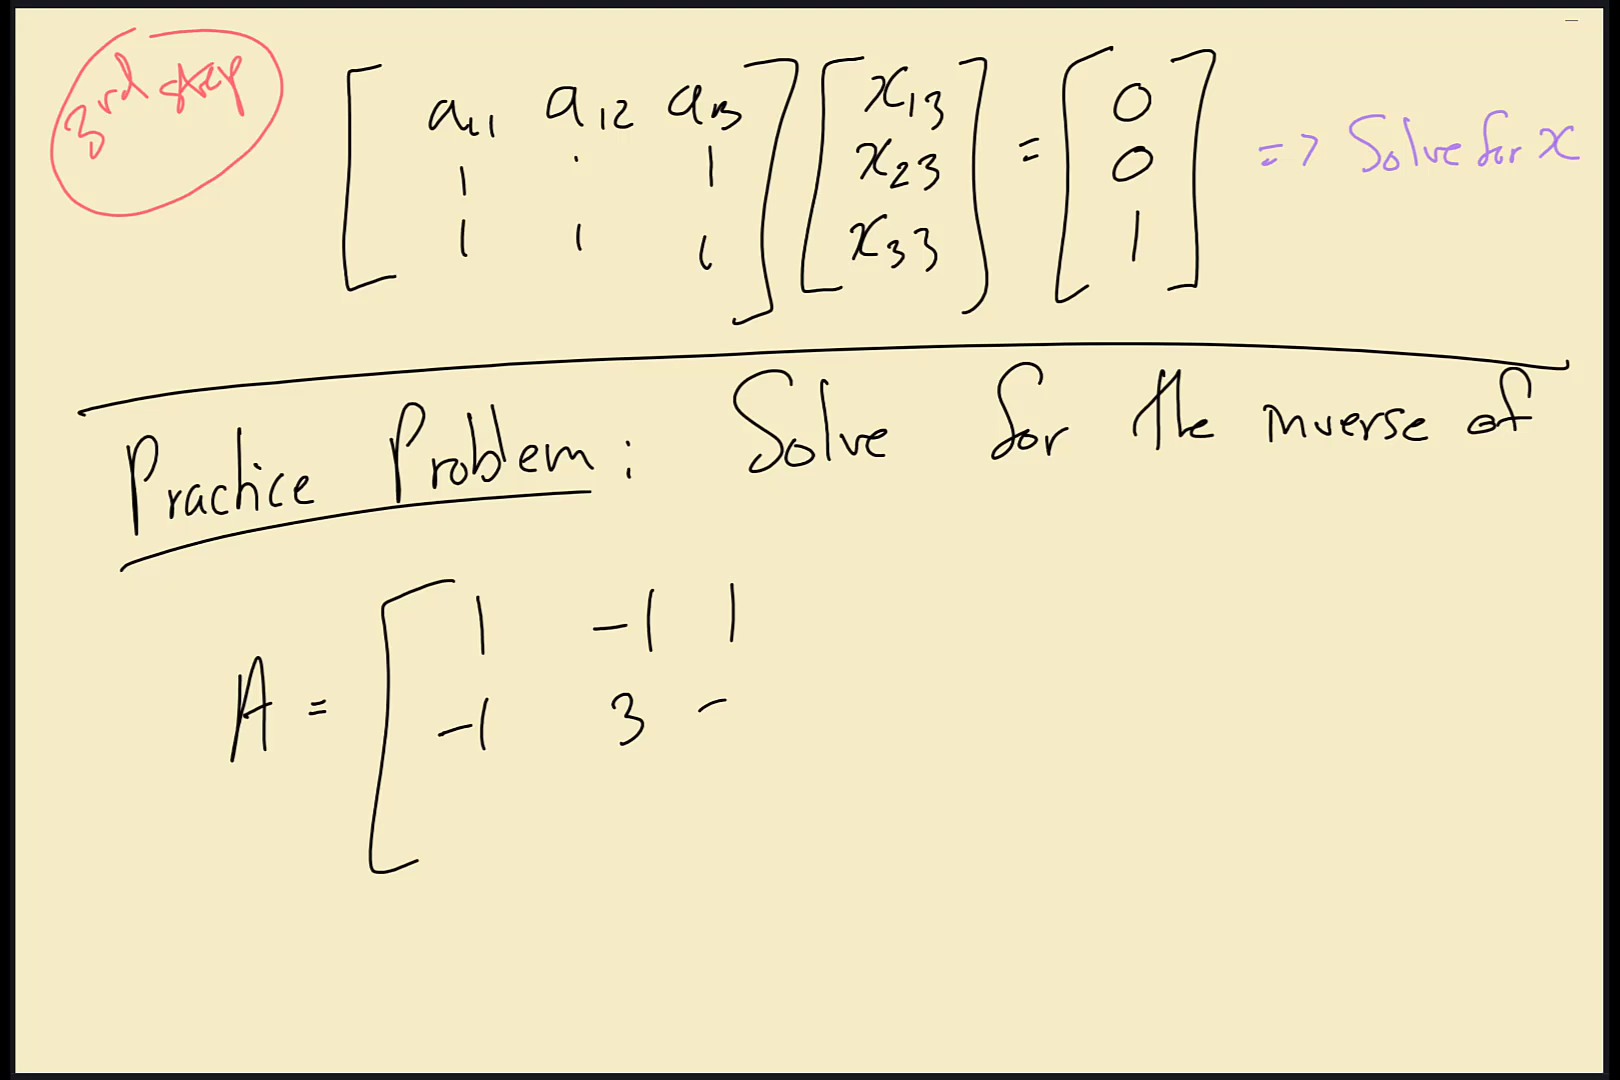 3rd step
[ a11 a12 a13 ] [ x13 ] = [ 0 ] => Solve for x
[ 1 . 1 ] [ x23 ] [ 0 ]
[ 1 1 1 ] [ x33 ] [ 1 ]
Practice Problem: Solve for the inverse of
A = [ 1 -1 1
-1 3 -